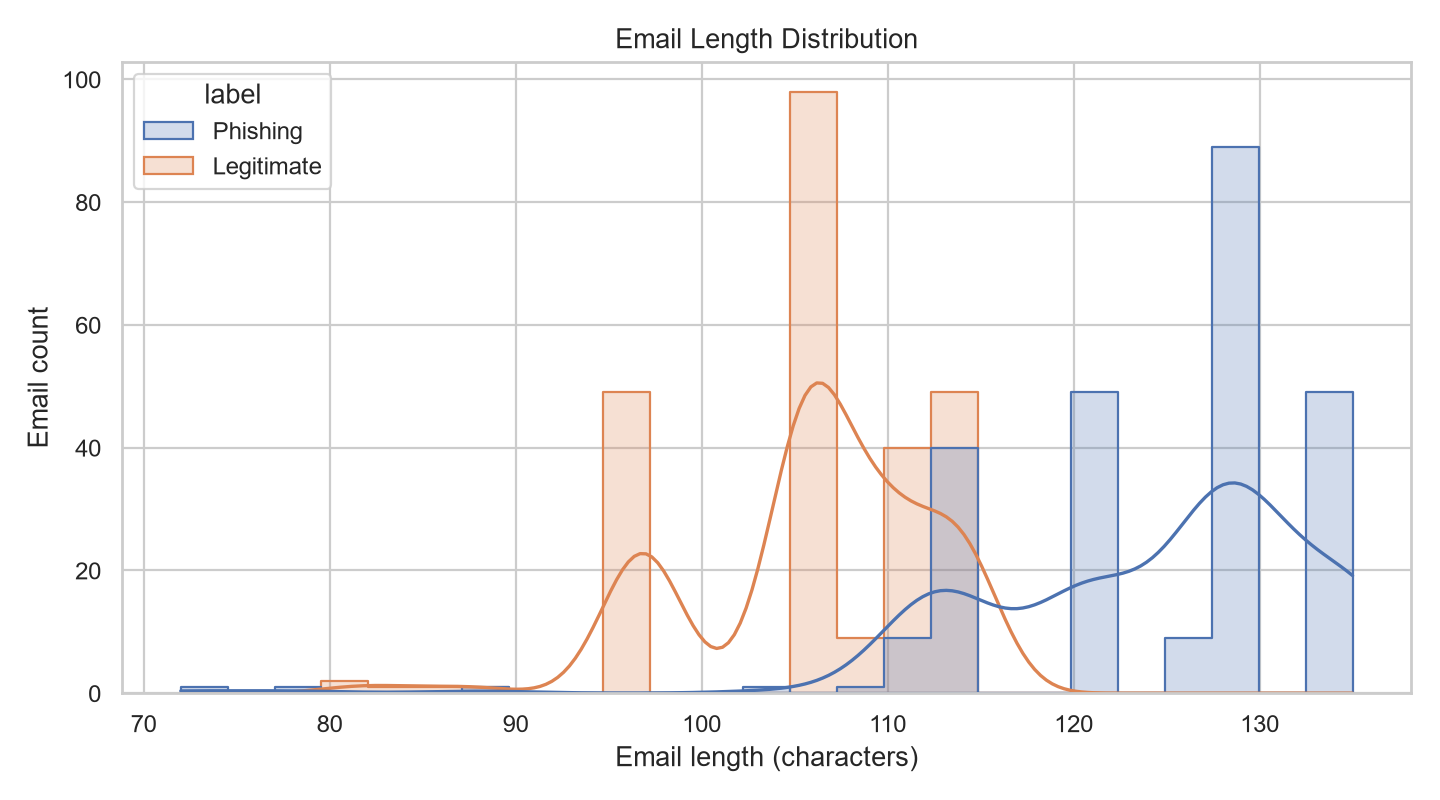 Email Length Distribution
label
Phishing
Legitimate
Email count
100
80
60
40
20
0
70 80 90 100 110 120 130
Email length (characters)